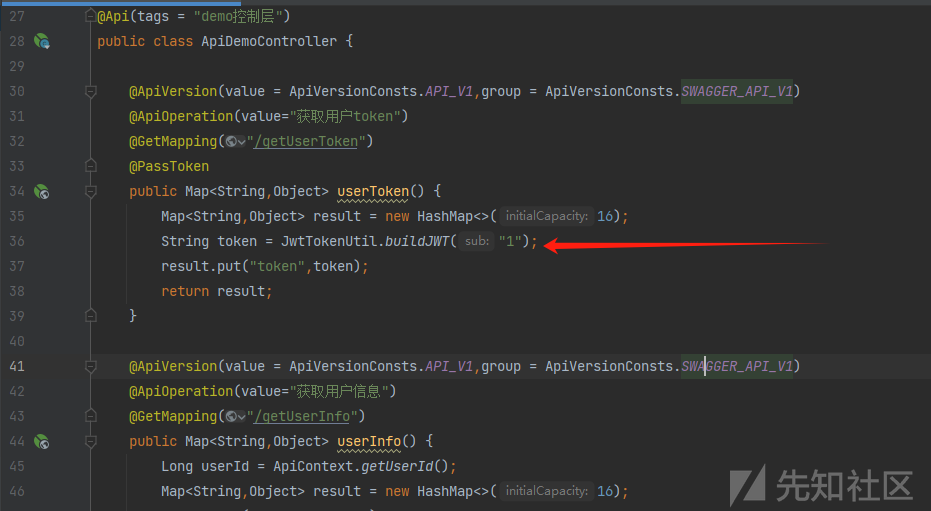 27 @Api(tags = "demo控制层")
28 public class ApiDemoController {
29
30 @ApiVersion(value = ApiVersionConsts.API_V1,group = ApiVersionConsts.SWAGGER_API_V1)
31 @ApiOperation(value="获取用户token")
32 @GetMapping("/getUserToken")
33 @PassToken
34 public Map<String,Object> userToken() {
35 Map<String,Object> result = new HashMap<>( initialCapacity: 16);
36 String token = JwtTokenUtil.buildJWT( sub: "1");
37 result.put("token",token);
38 return result;
39 }
40
41 @ApiVersion(value = ApiVersionConsts.API_V1,group = ApiVersionConsts.SWAGGER_API_V1)
42 @ApiOperation(value="获取用户信息")
43 @GetMapping("/getUserInfo")
44 public Map<String,Object> userInfo() {
45 Long userId = ApiContext.getUserId();
46 Map<String,Object> result = new HashMap<>( initialCapacity: 16);
先知社区